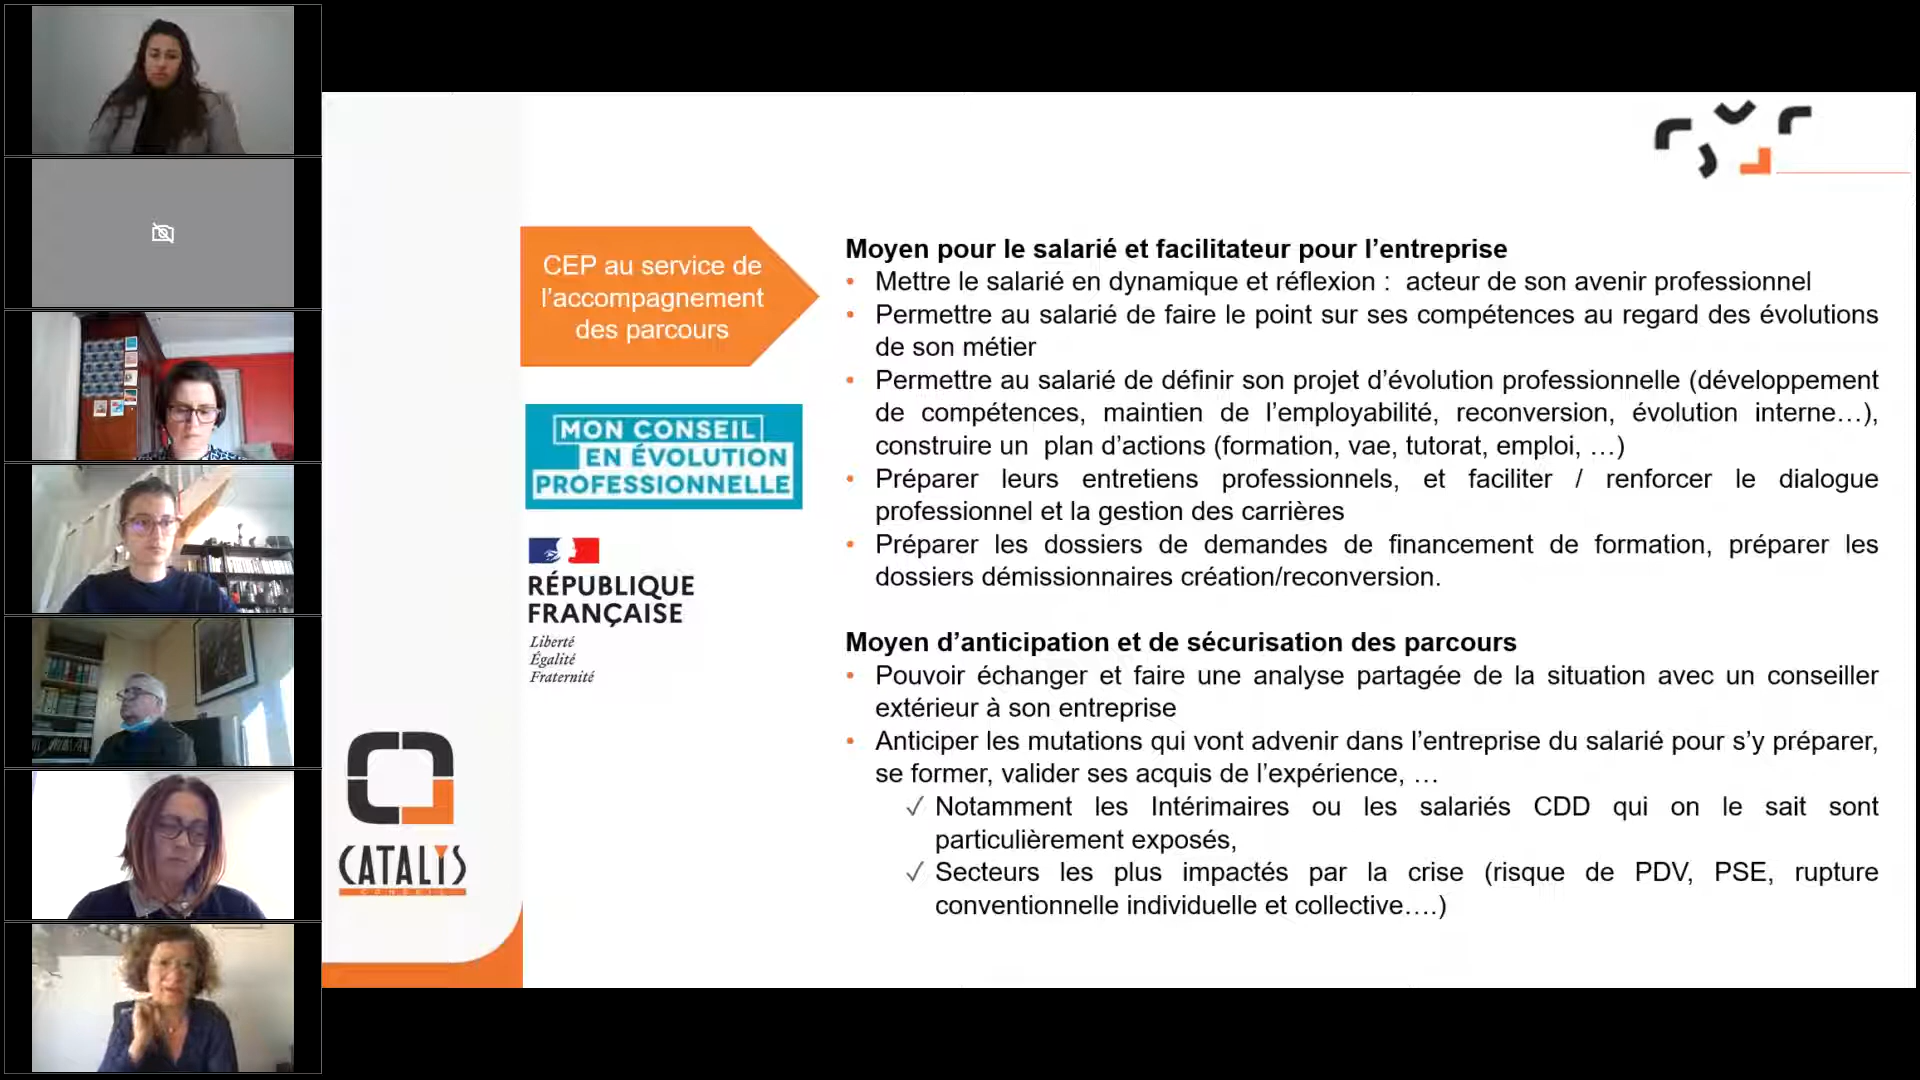 CEP au service de
l’accompagnement
des parcours
MON CONSEIL
EN ÉVOLUTION
PROFESSIONNELLE
RÉPUBLIQUE
FRANÇAISE
Liberté
Égalité
Fraternité
CATALYS
CONSEIL
Moyen pour le salarié et facilitateur pour l’entreprise
• Mettre le salarié en dynamique et réflexion : acteur de son avenir professionnel
• Permettre au salarié de faire le point sur ses compétences au regard des évolutions
de son métier
• Permettre au salarié de définir son projet d’évolution professionnelle (développement
de compétences, maintien de l’employabilité, reconversion, évolution interne…),
construire un plan d’actions (formation, vae, tutorat, emploi, …)
• Préparer leurs entretiens professionnels, et faciliter / renforcer le dialogue
professionnel et la gestion des carrières
• Préparer les dossiers de demandes de financement de formation, préparer les
dossiers démissionnaires création/reconversion.
Moyen d’anticipation et de sécurisation des parcours
• Pouvoir échanger et faire une analyse partagée de la situation avec un conseiller
extérieur à son entreprise
• Anticiper les mutations qui vont advenir dans l’entreprise du salarié pour s’y préparer,
se former, valider ses acquis de l’expérience, …
✓ Notamment les Intérimaires ou les salariés CDD qui on le sait sont
particulièrement exposés,
✓ Secteurs les plus impactés par la crise (risque de PDV, PSE, rupture
conventionnelle individuelle et collective….)